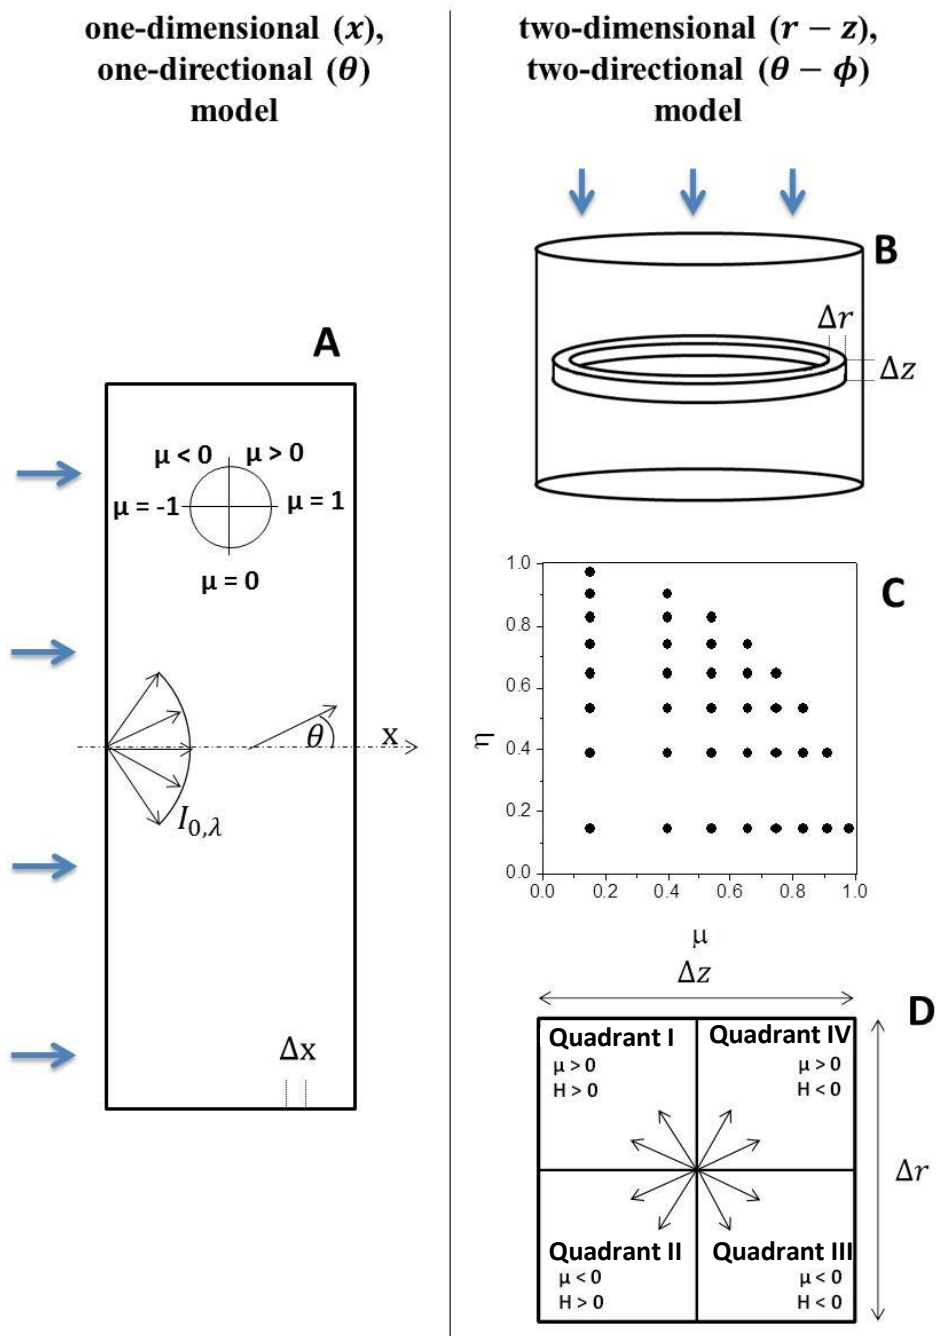 one-dimensional (x),
one-directional (θ)
model
two-dimensional (r − z),
two-directional (θ − ϕ)
model
A
μ < 0 μ > 0
μ = -1 μ = 1
μ = 0
θ x
I0,λ
Δx
B
Δr
Δz
C
1.0
0.8
0.6
0.4
0.2
0.0
η
0.0 0.2 0.4 0.6 0.8 1.0
μ
Δz
D
Quadrant I Quadrant IV
μ > 0 μ > 0
H > 0 H < 0
Δr
Quadrant II Quadrant III
μ < 0 μ < 0
H > 0 H < 0